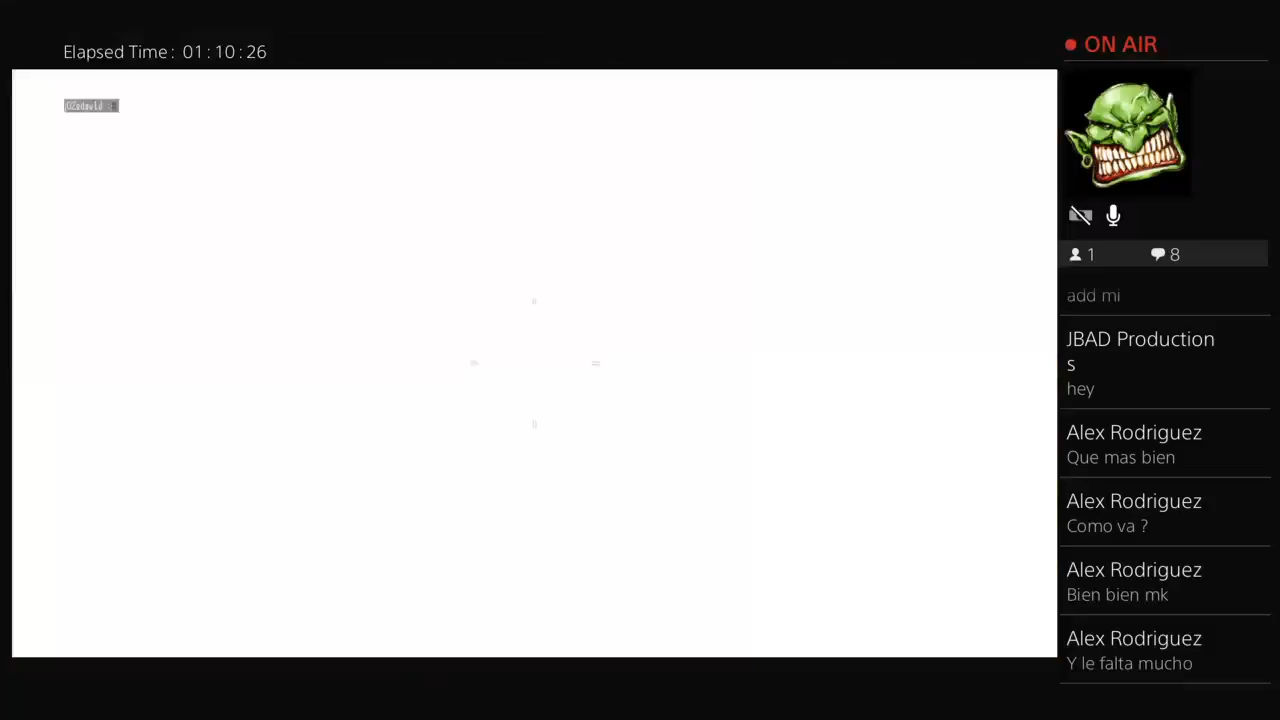 Elapsed Time: 01:10:26
ON AIR
1
8
add mi
JBAD Production
s
hey
Alex Rodriguez
Que mas bien
Alex Rodriguez
Como va ?
Alex Rodriguez
Bien bien mk
Alex Rodriguez
Y le falta mucho